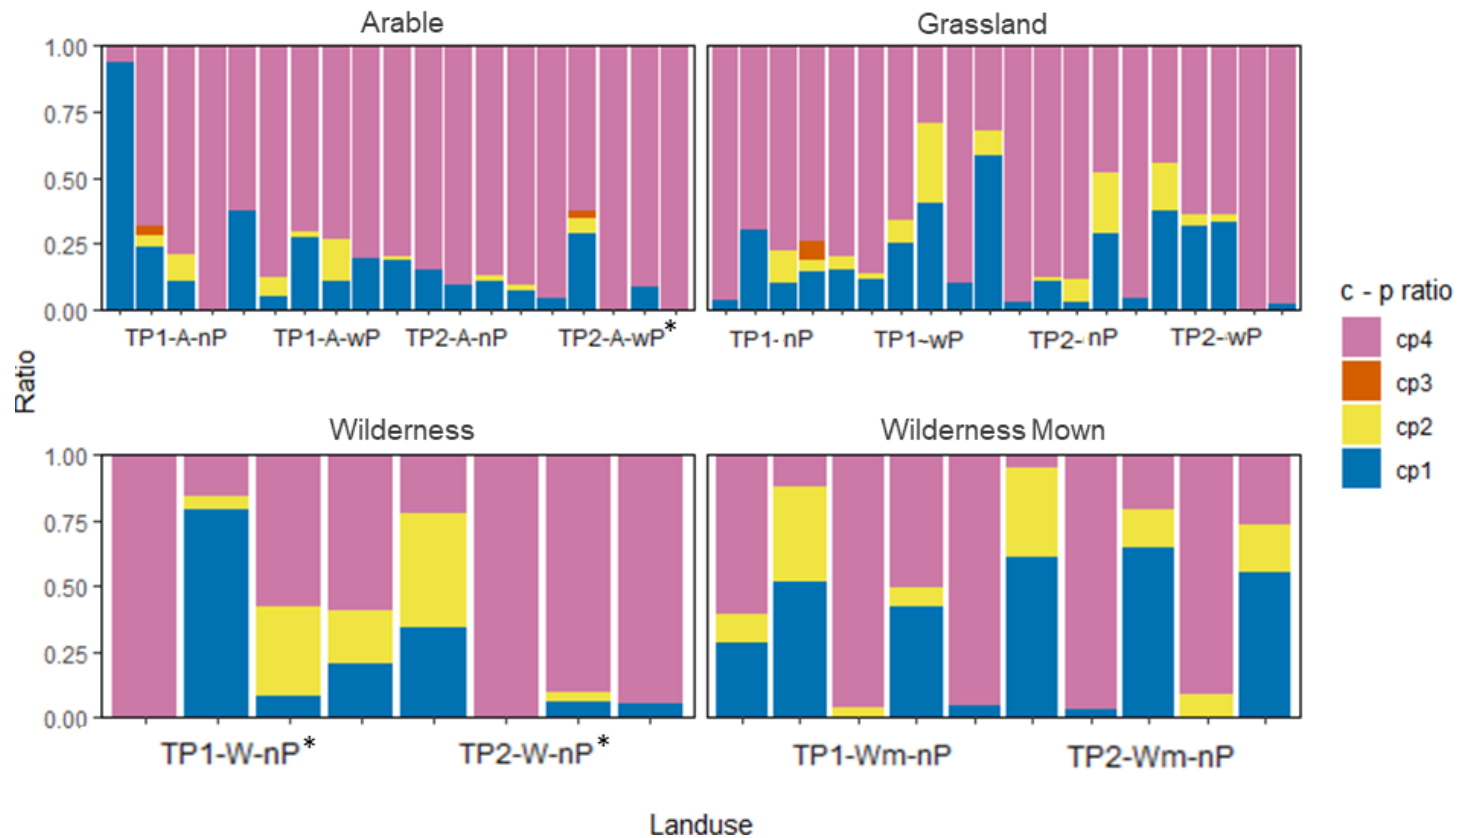 Arable
Grassland
1.00
0.75
0.50
0.25
0.00
TP1-A-nP
TP1-A-wP
TP2-A-nP
TP2-A-wP*
TP1- nP
TP1-wP
TP2- nP
TP2-wP
Ratio
Wilderness
Wilderness Mown
1.00
0.75
0.50
0.25
0.00
TP1-W-nP*
TP2-W-nP*
TP1-Wm-nP
TP2-Wm-nP
Landuse
c - p ratio
cp4
cp3
cp2
cp1